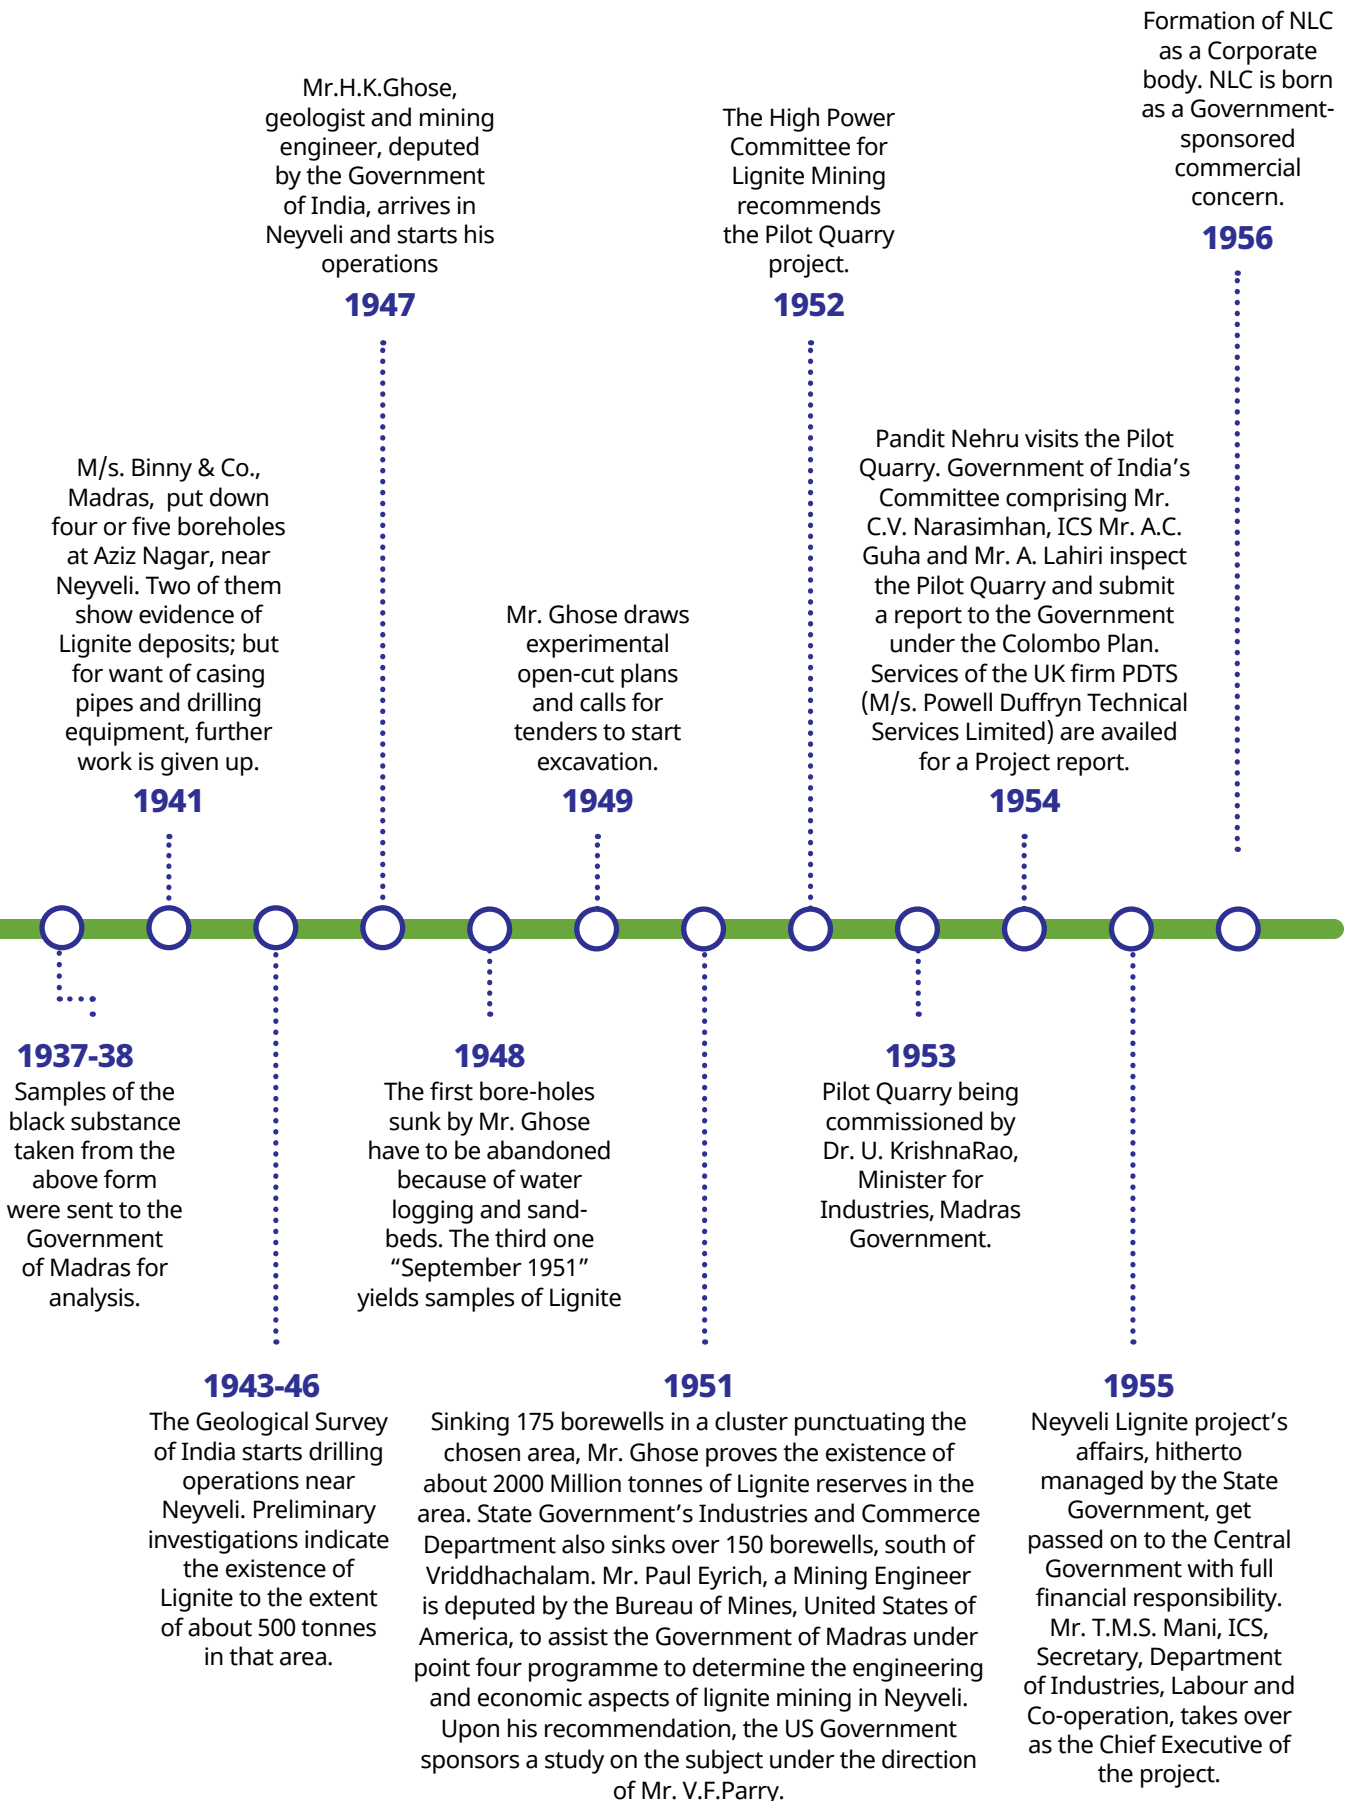 Formation of NLC
as a Corporate
body. NLC is born
as a Government-
sponsored
commercial
concern.
1956
Mr.H.K.Ghose,
geologist and mining
engineer, deputed
by the Government
of India, arrives in
Neyveli and starts his
operations
1947
The High Power
Committee for
Lignite Mining
recommends
the Pilot Quarry
project.
1952
M/s. Binny & Co.,
Madras, put down
four or five boreholes
at Aziz Nagar, near
Neyveli. Two of them
show evidence of
Lignite deposits; but
for want of casing
pipes and drilling
equipment, further
work is given up.
1941
Mr. Ghose draws
experimental
open-cut plans
and calls for
tenders to start
excavation.
1949
Pandit Nehru visits the Pilot
Quarry. Government of India’s
Committee comprising Mr.
C.V. Narasimhan, ICS Mr. A.C.
Guha and Mr. A. Lahiri inspect
the Pilot Quarry and submit
a report to the Government
under the Colombo Plan.
Services of the UK firm PDTS
(M/s. Powell Duffryn Technical
Services Limited) are availed
for a Project report.
1954
1937-38
Samples of the
black substance
taken from the
above form
were sent to the
Government
of Madras for
analysis.
1948
The first bore-holes
sunk by Mr. Ghose
have to be abandoned
because of water
logging and sand-
beds. The third one
“September 1951”
yields samples of Lignite
1953
Pilot Quarry being
commissioned by
Dr. U. KrishnaRao,
Minister for
Industries, Madras
Government.
1943-46
The Geological Survey
of India starts drilling
operations near
Neyveli. Preliminary
investigations indicate
the existence of
Lignite to the extent
of about 500 tonnes
in that area.
1951
Sinking 175 borewells in a cluster punctuating the
chosen area, Mr. Ghose proves the existence of
about 2000 Million tonnes of Lignite reserves in the
area. State Government’s Industries and Commerce
Department also sinks over 150 borewells, south of
Vriddhachalam. Mr. Paul Eyrich, a Mining Engineer
is deputed by the Bureau of Mines, United States of
America, to assist the Government of Madras under
point four programme to determine the engineering
and economic aspects of lignite mining in Neyveli.
Upon his recommendation, the US Government
sponsors a study on the subject under the direction
of Mr. V.F.Parry.
1955
Neyveli Lignite project’s
affairs, hitherto
managed by the State
Government, get
passed on to the Central
Government with full
financial responsibility.
Mr. T.M.S. Mani, ICS,
Secretary, Department
of Industries, Labour and
Co-operation, takes over
as the Chief Executive of
the project.